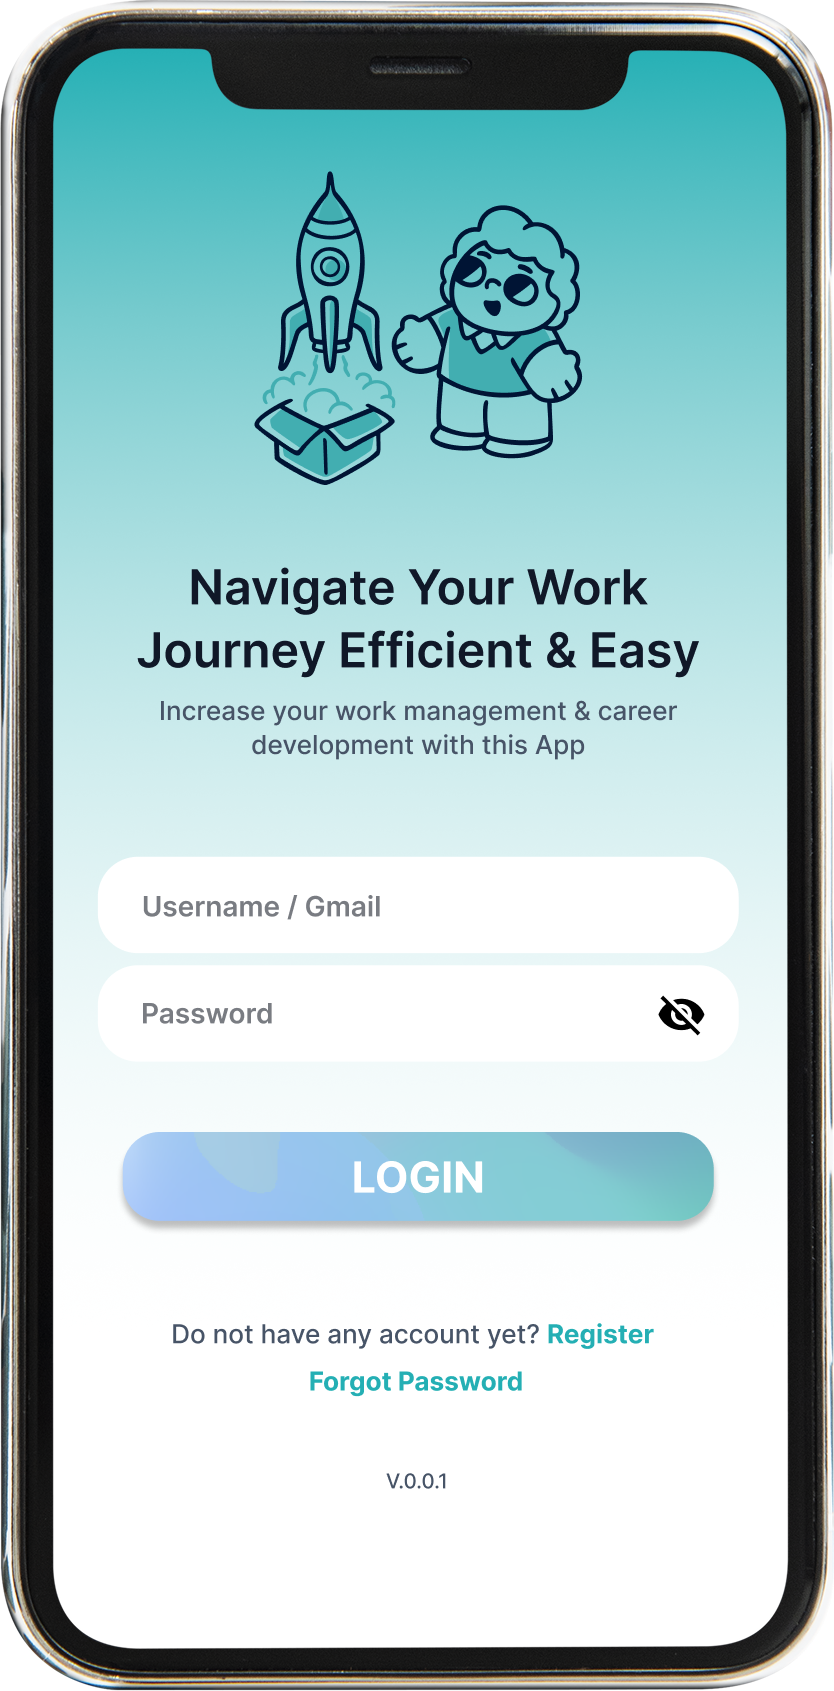 Navigate Your Work
Journey Efficient & Easy
Increase your work management & career
development with this App
Username / Gmail
Password
LOGIN
Do not have any account yet? Register
Forgot Password
V.0.0.1